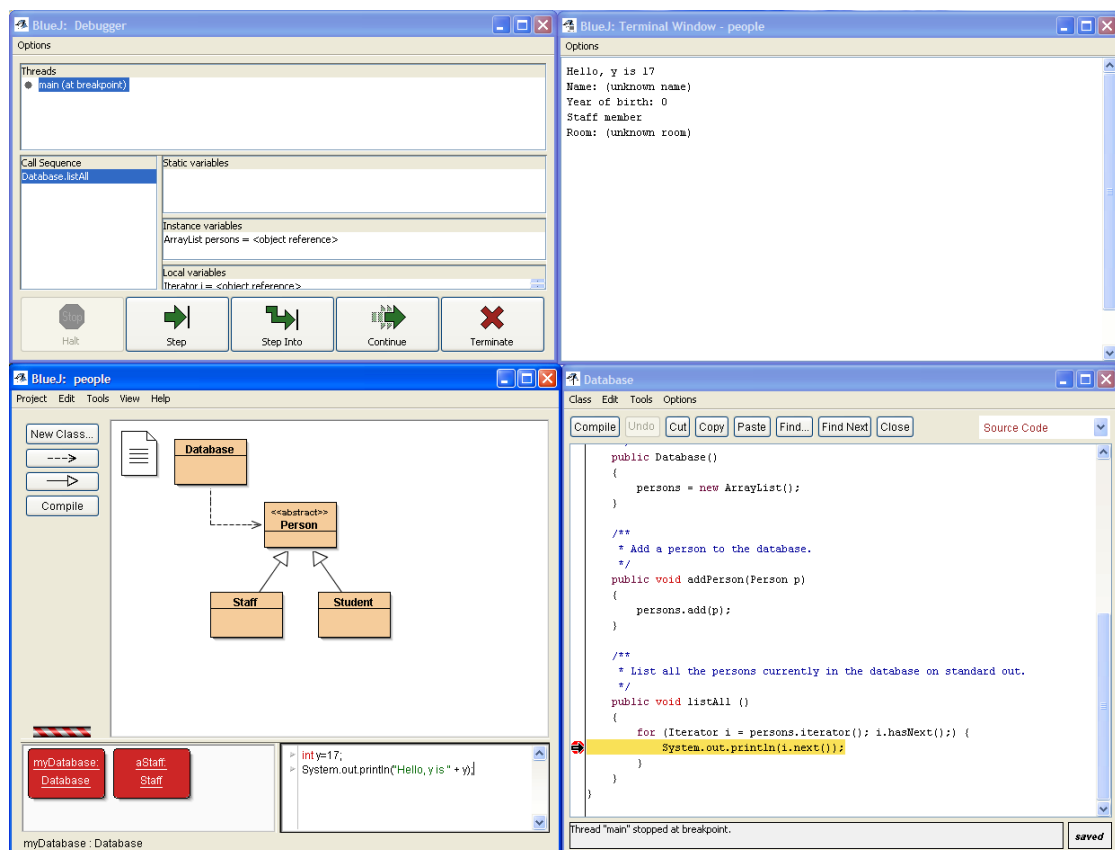 BlueJ: Debugger
Options
Threads
main (at breakpoint)
Call Sequence
Database.listAll
Static variables
Instance variables
ArrayList persons = <object reference>
Local variables
Iterator i = <object reference>
Stop
Halt
Step
Step Into
Continue
Terminate
BlueJ: Terminal Window - people
Options
Hello, y is 17
Name: (unknown name)
Year of birth: 0
Staff member
Room: (unknown room)
BlueJ: people
Project Edit Tools View Help
New Class...
Compile
Database
<<abstract>>
Person
Staff
Student
myDatabase:
Database
aStaff:
Staff
int y=17;
System.out.println("Hello, y is " + y);
myDatabase : Database
Database
Class Edit Tools Options
Compile Undo Cut Copy Paste Find... Find Next Close
Source Code
public Database()
{
persons = new ArrayList();
}
/**
* Add a person to the database.
*/
public void addPerson(Person p)
{
persons.add(p);
}
/**
* List all the persons currently in the database on standard out.
*/
public void listAll ()
{
for (Iterator i = persons.iterator(); i.hasNext();) {
System.out.println(i.next());
}
}
}
Thread "main" stopped at breakpoint.
saved